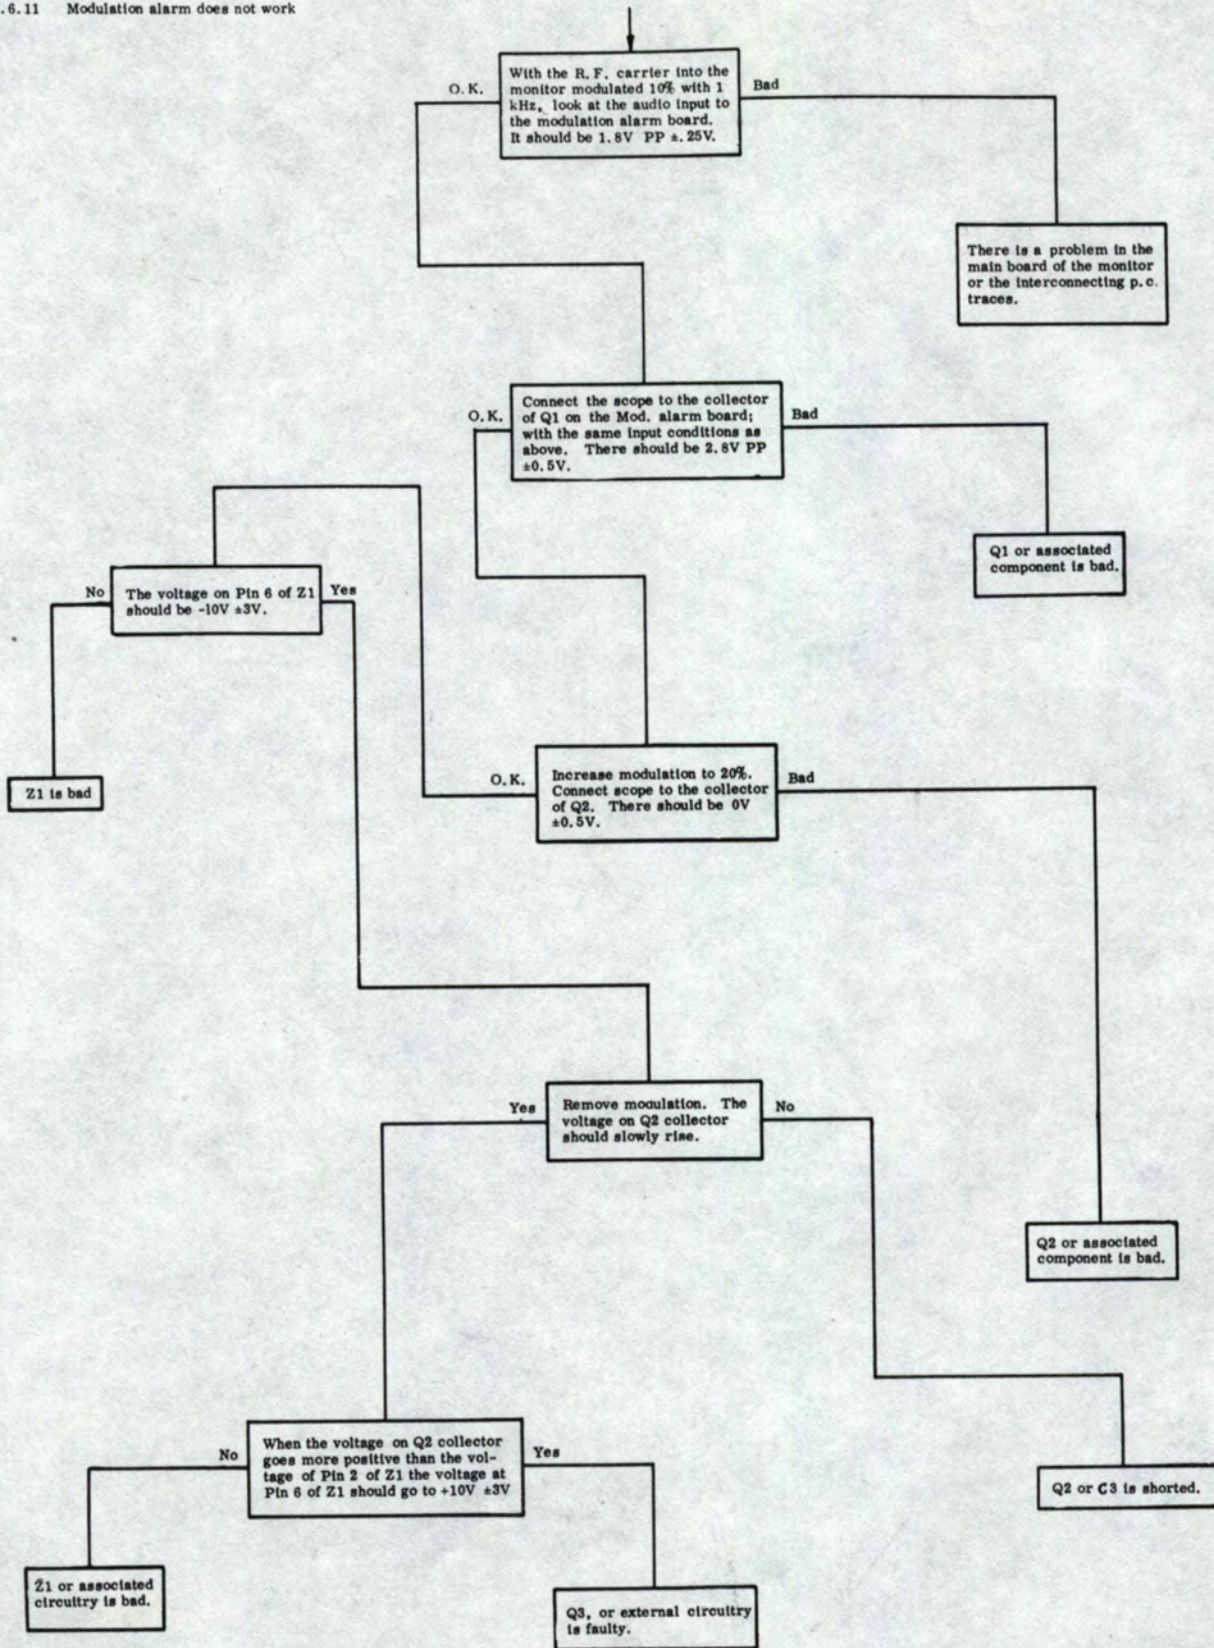 .6.11 Modulation alarm does not work
With the R.F. carrier into the
monitor modulated 10% with 1
kHz, look at the audio input to
the modulation alarm board.
It should be 1.8V PP ±.25V.
O.K.
Bad
There is a problem in the
main board of the monitor
or the interconnecting p.c.
traces.
Connect the scope to the collector
of Q1 on the Mod. alarm board;
with the same input conditions as
above. There should be 2.8V PP
±0.5V.
O.K.
Bad
Q1 or associated
component is bad.
No
The voltage on Pin 6 of Z1
should be -10V ±3V.
Yes
Z1 is bad
O.K.
Increase modulation to 20%.
Connect scope to the collector
of Q2. There should be 0V
±0.5V.
Bad
Yes
Remove modulation. The
voltage on Q2 collector
should slowly rise.
No
Q2 or associated
component is bad.
No
When the voltage on Q2 collector
goes more positive than the vol-
tage of Pin 2 of Z1 the voltage at
Pin 6 of Z1 should go to +10V ±3V
Yes
Q2 or C3 is shorted.
Z1 or associated
circuitry is bad.
Q3, or external circuitry
is faulty.